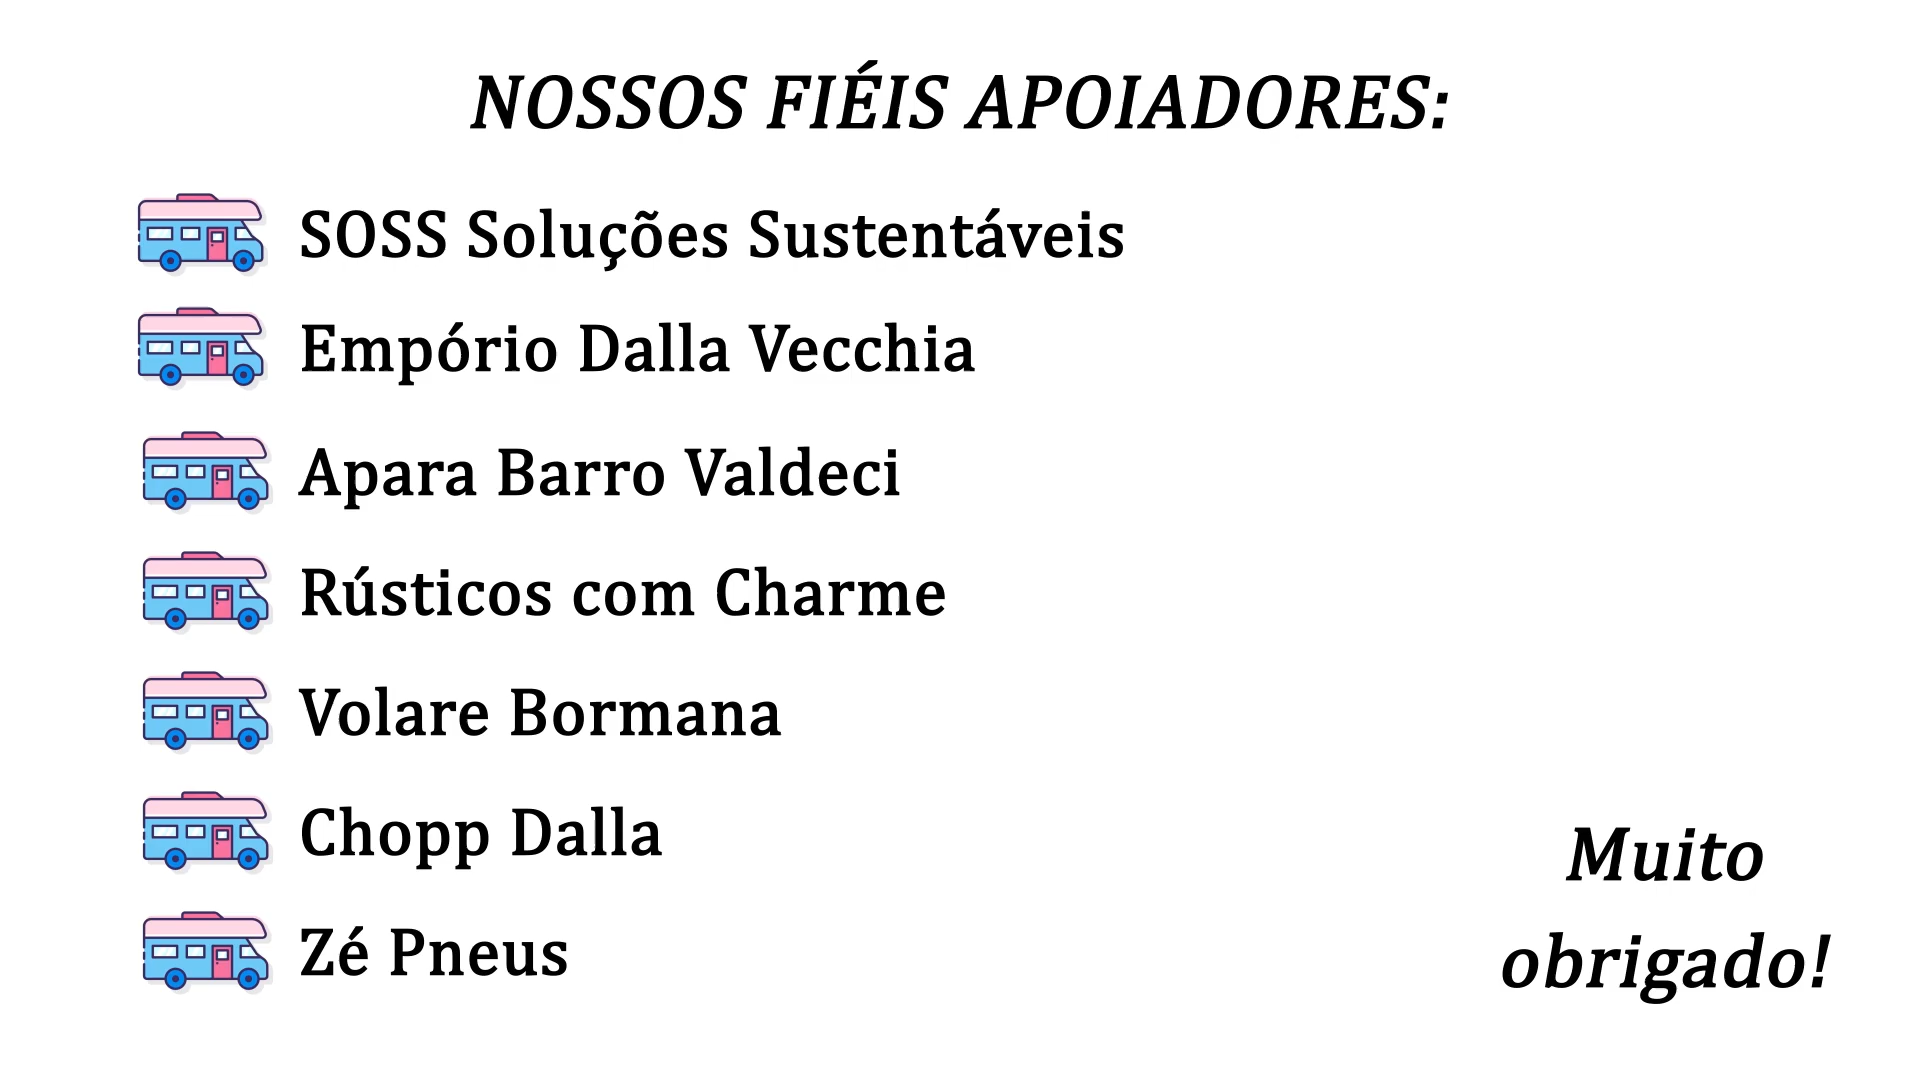 NOSSOS FIÉIS APOIADORES:
SOSS Soluções Sustentáveis
Empório Dalla Vecchia
Apara Barro Valdeci
Rústicos com Charme
Volare Bormana
Chopp Dalla
Zé Pneus
Muito
obrigado!